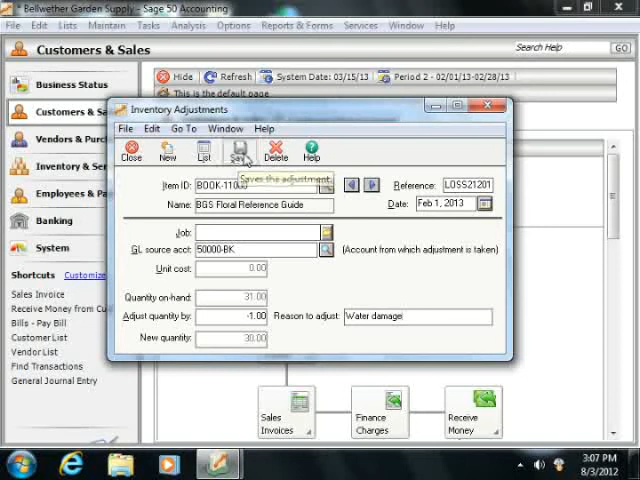 * Bellwether Garden Supply - Sage 50 Accounting
File Edit Lists Maintain Tasks Analysis Options Reports & Forms Services Window Help
Customers & Sales
Search Help GO
Business Status
Hide Refresh System Date: 03/15/13 Period 2 - 02/01/13-02/28/13
This is the default page
Customers & Sa
Vendors & Purc
Inventory & Ser
Employees & Pa
Banking
System
Shortcuts Customize
Sales Invoice
Receive Money from Cus
Bills - Pay Bill
Customer List
Vendor List
Find Transactions
General Journal Entry
Inventory Adjustments
File Edit Go To Window Help
Close New List Save Delete Help
Saves the adjustment.
Item ID: BOOK-11000 Reference: LOSS21201
Name: BGS Floral Reference Guide Date: Feb 1, 2013
Job:
GL source acct: 50000-BK (Account from which adjustment is taken)
Unit cost: 0.00
Quantity on-hand: 31.00
Adjust quantity by: -1.00 Reason to adjust: Water damage
New quantity: 30.00
Sales Invoices
Finance Charges
Receive Money
3:07 PM
8/3/2012